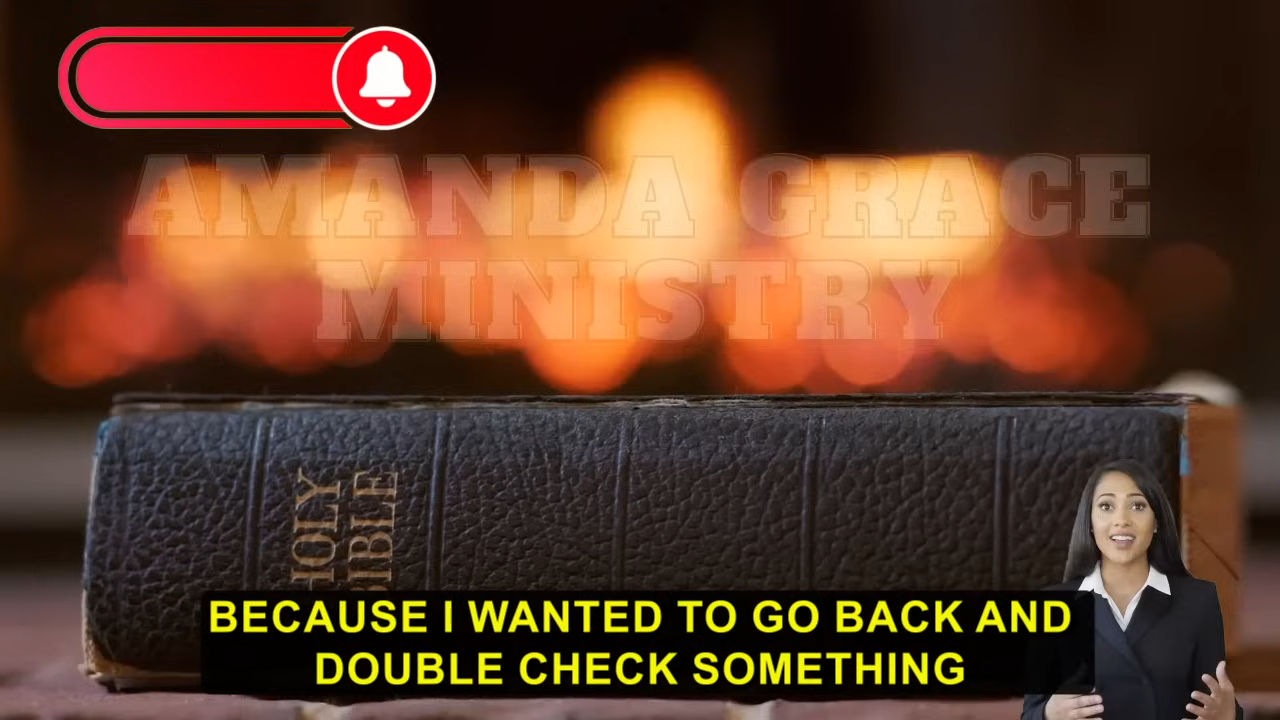 AMANDA GRACE
MINISTRY
HOLY
BIBLE
BECAUSE I WANTED TO GO BACK AND
DOUBLE CHECK SOMETHING